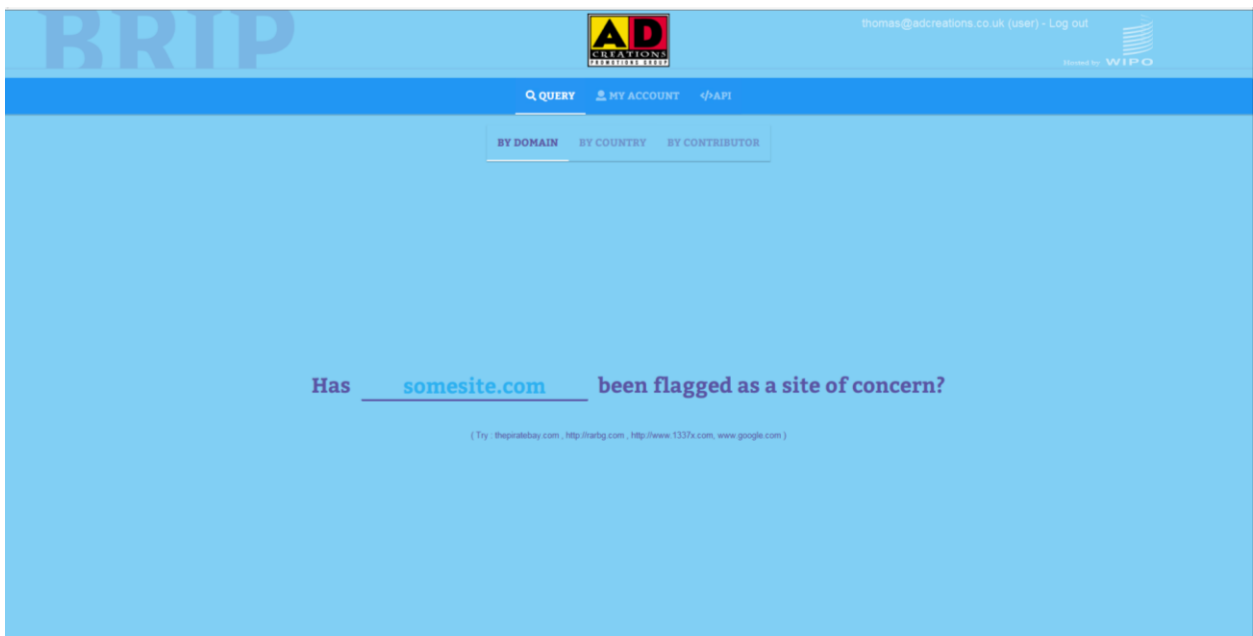 BRIP
AD
CREATIONS
PROMOTIONS GROUP
thomas@adcreations.co.uk (user) - Log out
Hosted by WIPO
QUERY MY ACCOUNT </>API
BY DOMAIN BY COUNTRY BY CONTRIBUTOR
Has somesite.com been flagged as a site of concern?
( Try : thepiratebay.com , http://rarbg.com , http://www.1337x.com, www.google.com )